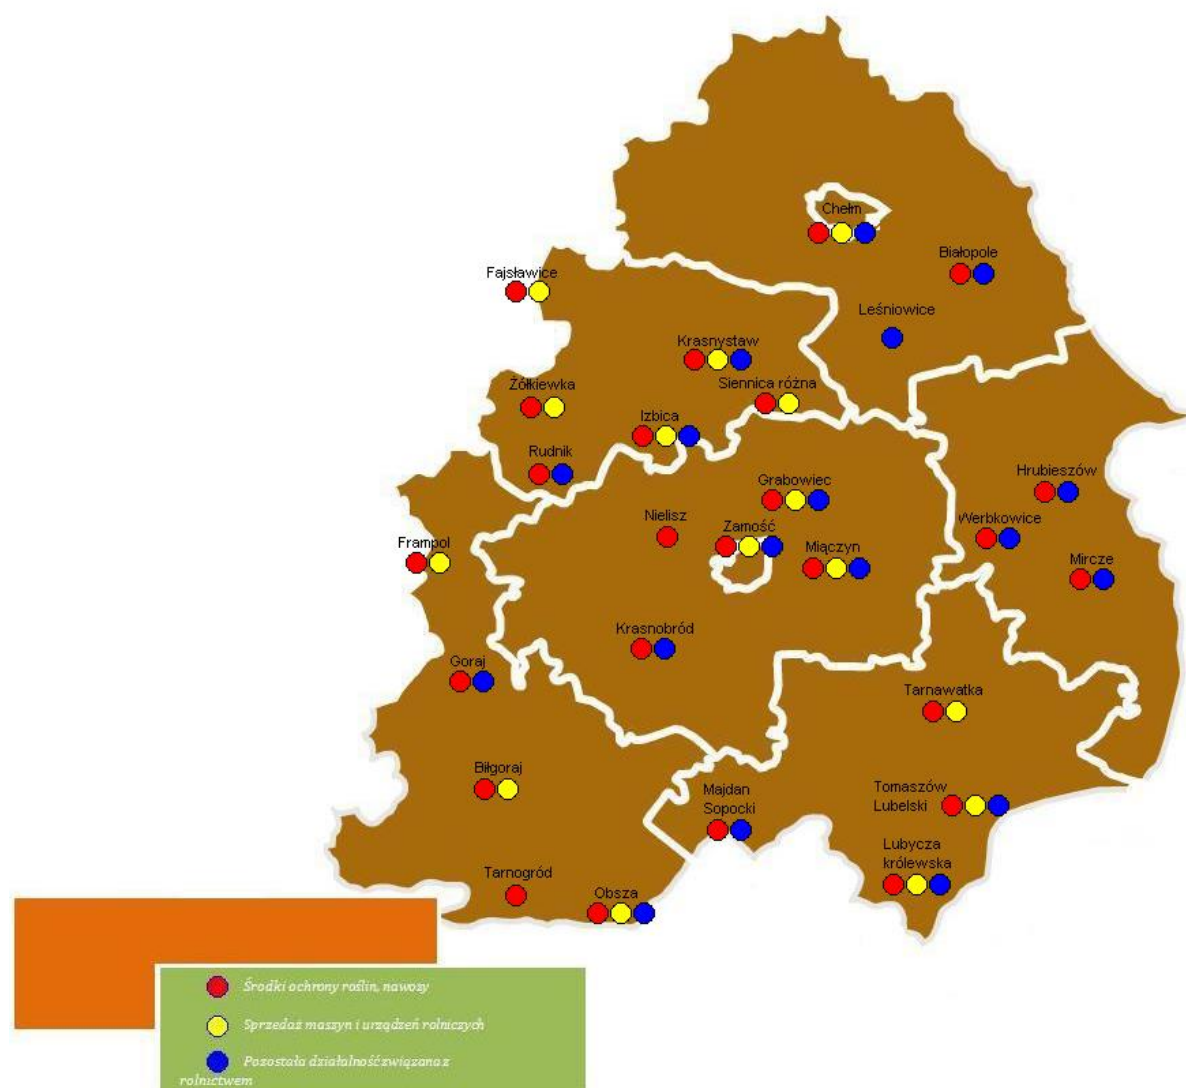 Chełm
Białopole
Fajsławice
Leśniowice
Krasnystaw
Żółkiewka
Siennica różna
Izbica
Rudnik
Hrubieszów
Grabowiec
Nielisz
Zamość
Werbkowice
Frampol
Miączyn
Mircze
Krasnobród
Goraj
Tarnawatka
Biłgoraj
Majdan
Sopocki
Tomaszów
Lubelski
Lubycza
królewska
Tarnogród
Obsza
Środki ochrony roślin, nawosy
Sprzedaż maszyn i urządzeń rolniczych
Pozostała działalność związana z
rolnictwem